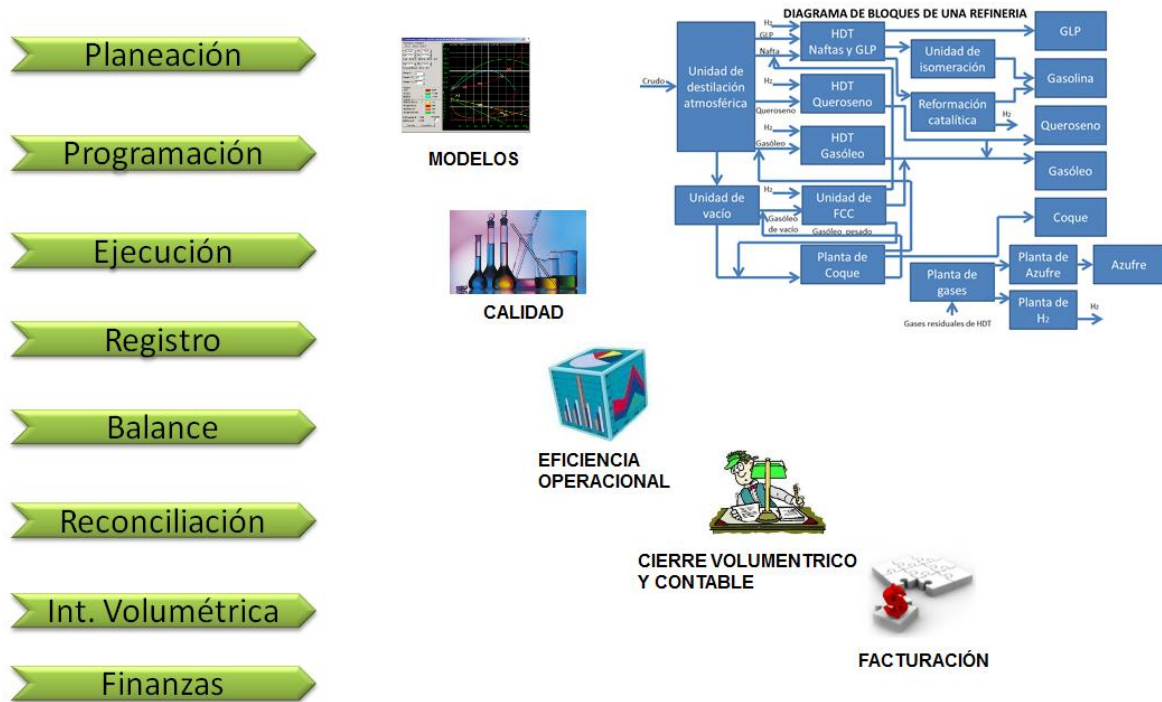 Planeación
Programación
Ejecución
Registro
Balance
Reconciliación
Int. Volumétrica
Finanzas
MODELOS
CALIDAD
EFICIENCIA
OPERACIONAL
CIERRE VOLUMENTRICO
Y CONTABLE
FACTURACIÓN
DIAGRAMA DE BLOQUES DE UNA REFINERIA
Crudo
Unidad de
destilación
atmosférica
H₂
GLP
Nafta
HDT
Naftas y GLP
H₂
Queroseno
HDT
Queroseno
H₂
Gasóleo
HDT
Gasóleo
Unidad de
isomeración
Reformación
catalítica
H₂
GLP
Gasolina
Queroseno
Gasóleo
Unidad de
vacío
H₂
Gasóleo
de vacío
Unidad de
FCC
Gasóleo pesado
Planta de
Coque
Coque
Planta de
gases
Gases residuales de HDT
Planta de
Azufre
Azufre
Planta de
H₂
H₂